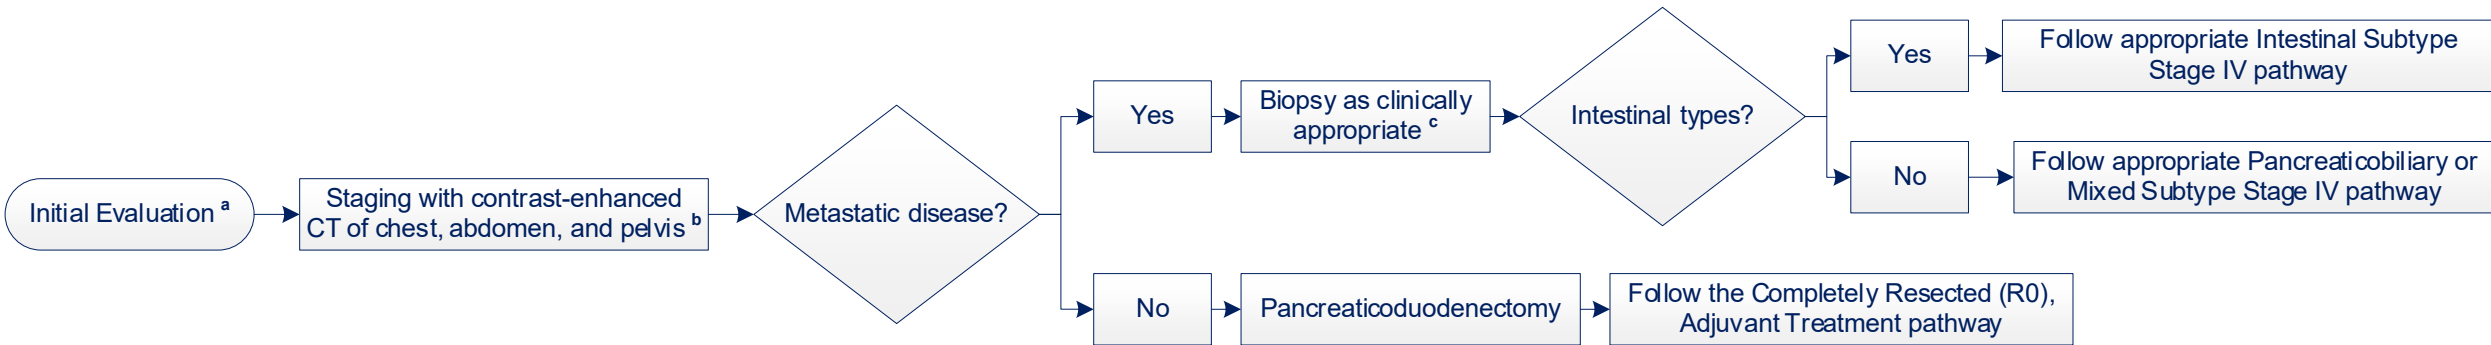 Initial Evaluation a
Staging with contrast-enhanced
CT of chest, abdomen, and pelvis b
Metastatic disease?
Yes
Biopsy as clinically
appropriate c
Intestinal types?
Yes
Follow appropriate Intestinal Subtype
Stage IV pathway
No
Follow appropriate Pancreaticobiliary or
Mixed Subtype Stage IV pathway
No
Pancreaticoduodenectomy
Follow the Completely Resected (R0),
Adjuvant Treatment pathway